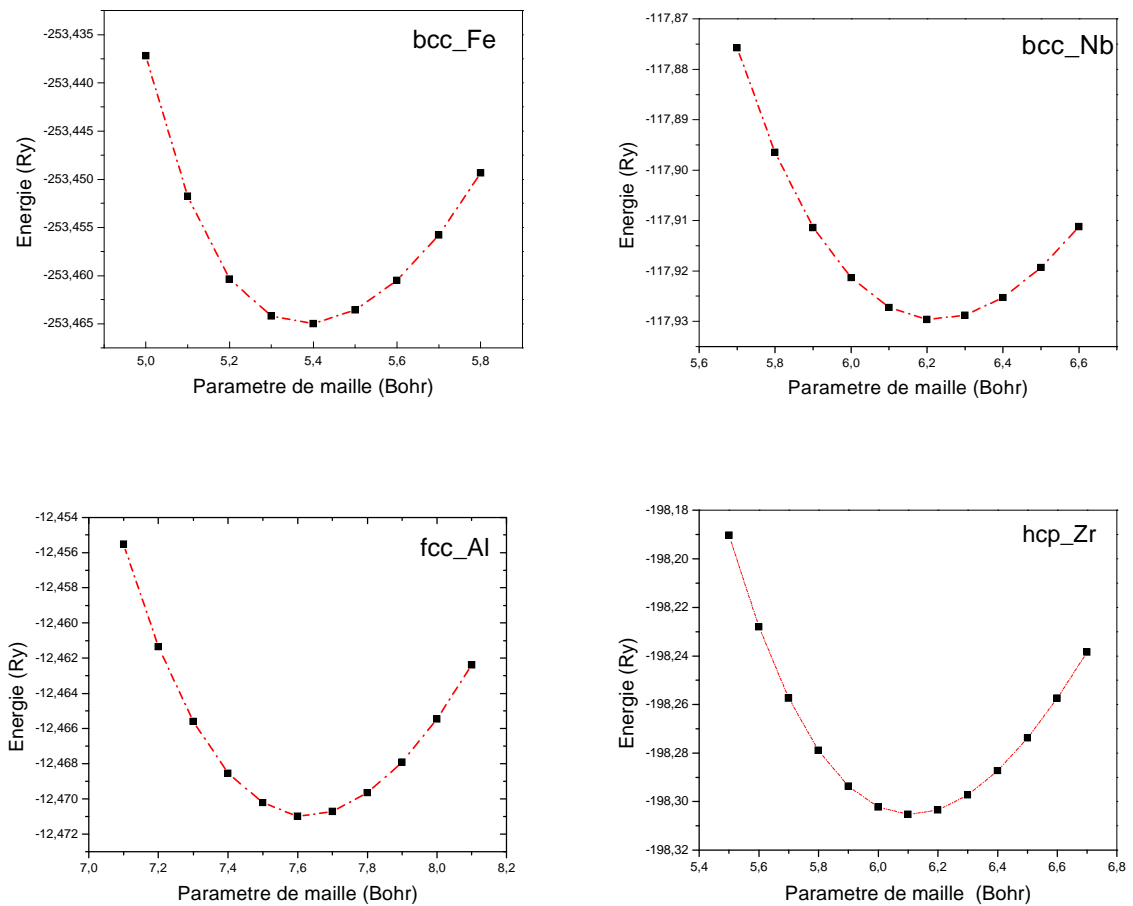 bcc_Fe
-253,435
-253,440
-253,445
-253,450
-253,455
-253,460
-253,465
Energie (Ry)
5,0 5,2 5,4 5,6 5,8
Parametre de maille (Bohr)
bcc_Nb
-117,87
-117,88
-117,89
-117,90
-117,91
-117,92
-117,93
Energie (Ry)
5,6 5,8 6,0 6,2 6,4 6,6
Parametre de maille (Bohr)
fcc_Al
-12,454
-12,456
-12,458
-12,460
-12,462
-12,464
-12,466
-12,468
-12,470
-12,472
Energie (Ry)
7,0 7,2 7,4 7,6 7,8 8,0 8,2
Parametre de maille (Bohr)
hcp_Zr
-198,18
-198,20
-198,22
-198,24
-198,26
-198,28
-198,30
-198,32
Energie (Ry)
5,4 5,6 5,8 6,0 6,2 6,4 6,6 6,8
Parametre de maille (Bohr)